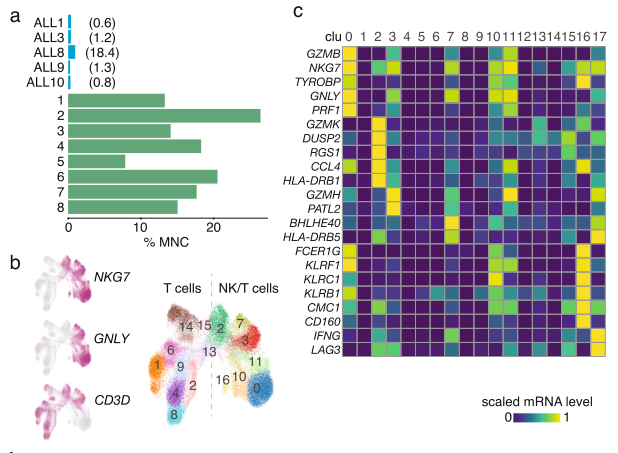 a
ALL1 (0.6)
ALL3 (1.2)
ALL8 (18.4)
ALL9 (1.3)
ALL10 (0.8)
1
2
3
4
5
6
7
8
0 10 20
% MNC
b
NKG7
GNLY
CD3D
T cells NK/T cells
14 15 2 7
3
6 13
1 9 11
4 2 16 10 0
8
c
clu 0 1 2 3 4 5 6 7 8 9 10 11 12 13 14 15 16 17
GZMB
NKG7
TYROBP
GNLY
PRF1
GZMK
DUSP2
RGS1
CCL4
HLA-DRB1
GZMH
PATL2
BHLHE40
HLA-DRB5
FCER1G
KLRF1
KLRC1
KLRB1
CMC1
CD160
IFNG
LAG3
scaled mRNA level
0 1